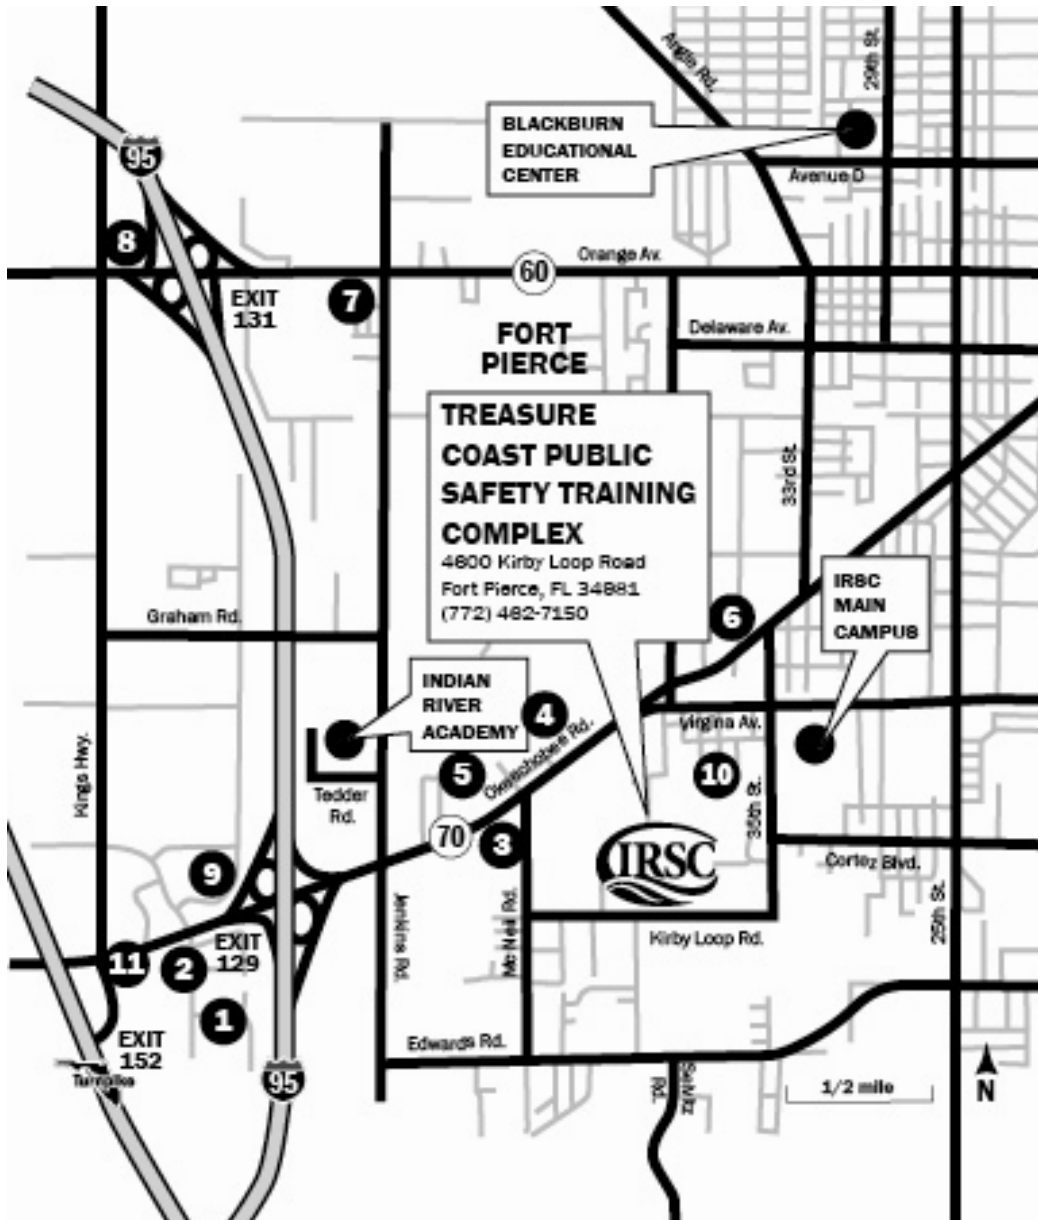 Angle Rd.
29th St.
BLACKBURN
EDUCATIONAL
CENTER
95
Avenue D
8
Orange Av.
60
EXIT
131
7
FORT
PIERCE
Delaware Av.
TREASURE
COAST PUBLIC
SAFETY TRAINING
COMPLEX
4600 Kirby Loop Road
Fort Pierce, FL 34981
(772) 462-7150
33rd St.
IRSC
MAIN
CAMPUS
6
Graham Rd.
INDIAN
RIVER
ACADEMY
4
Okeechobee Rd.
Virginia Av.
5
10
Kings Hwy.
Tedder
Rd.
35th St.
70
3
IRSC
Cortez Blvd.
9
Jenkins Rd.
Mc Neil Rd.
25th St.
Kirby Loop Rd.
EXIT
129
11
2
1
EXIT
152
Edwards Rd.
Turnpike
95
Selvitz
Rd.
1/2 mile
N